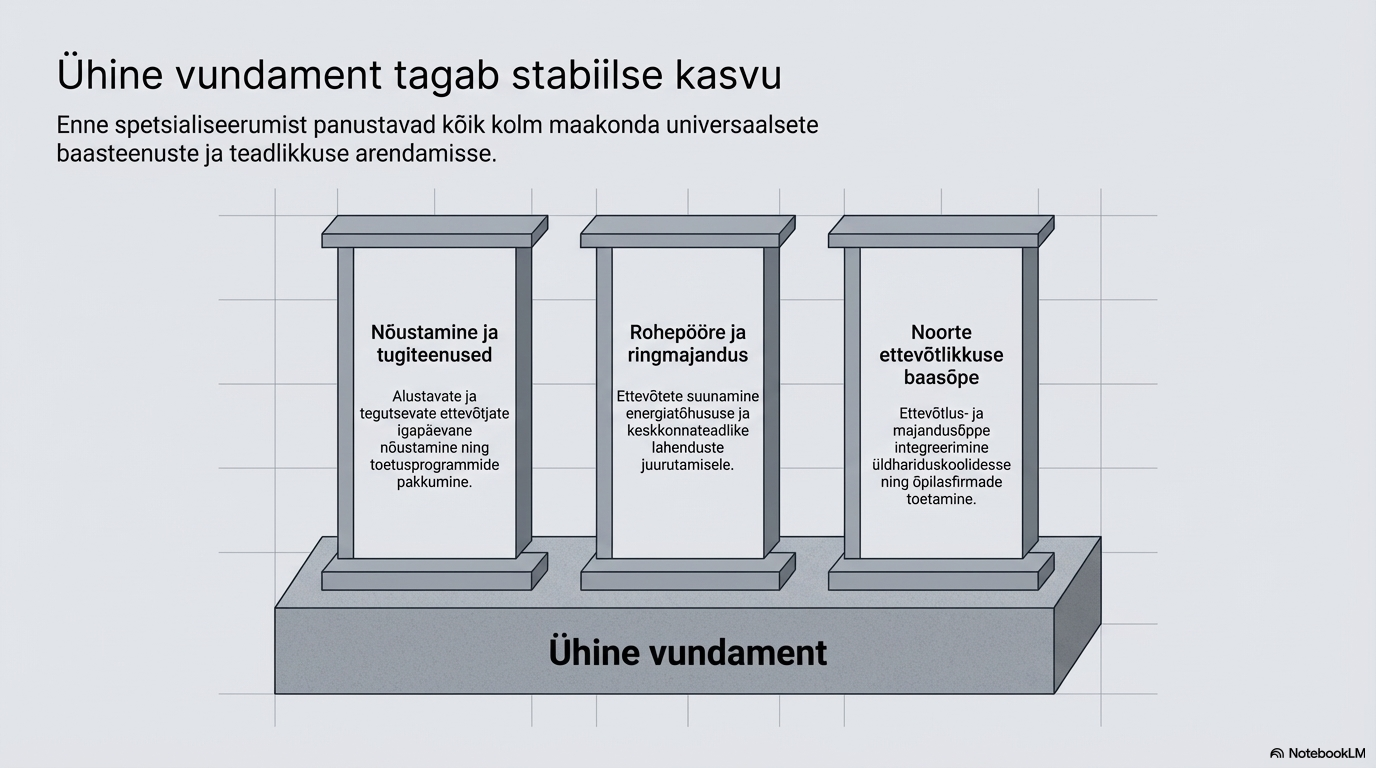 Ühine vundament tagab stabiilse kasvu
Enne spetsialiseerumist panustavad kõik kolm maakonda universaalsete
baasteenuste ja teadlikkuse arendamisse.
Nõustamine ja
tugiteenused
Alustavate ja
tegutsevate ettevõtjate
igapäevane
nõustamine ning
toetusprogrammide
pakkumine.
Rohepööre ja
ringmajandus
Ettevõtete suunamine
energiatõhususe ja
keskkonnateadlike
lahenduste
juurutamisele.
Noorte
ettevõtlikkuse
baasõpe
Ettevõtlus- ja
majandusõppe
integreerimine
üldhariduskoolidesse
ning õpilasfirmade
toetamine.
Ühine vundament
NotebookLM